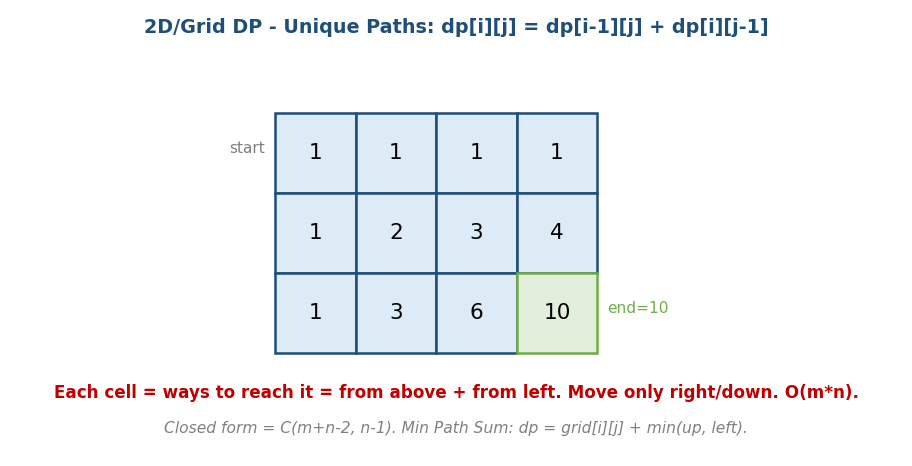 2D/Grid DP - Unique Paths: dp[i][j] = dp[i-1][j] + dp[i][j-1]
start 1 1 1 1
1 2 3 4
1 3 6 10 end=10
Each cell = ways to reach it = from above + from left. Move only right/down. O(m*n).
Closed form = C(m+n-2, n-1). Min Path Sum: dp = grid[i][j] + min(up, left).